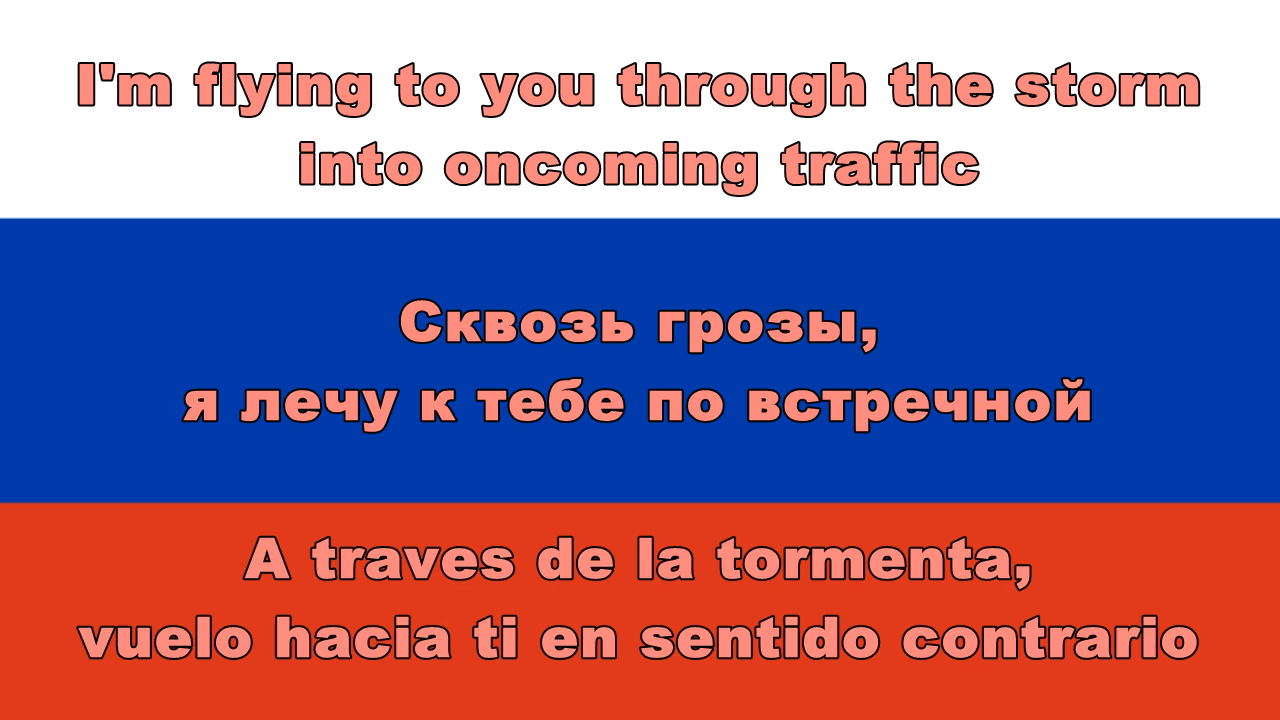 I'm flying to you through the storm
into oncoming traffic
Сквозь грозы,
я лечу к тебе по встречной
A traves de la tormenta,
vuelo hacia ti en sentido contrario